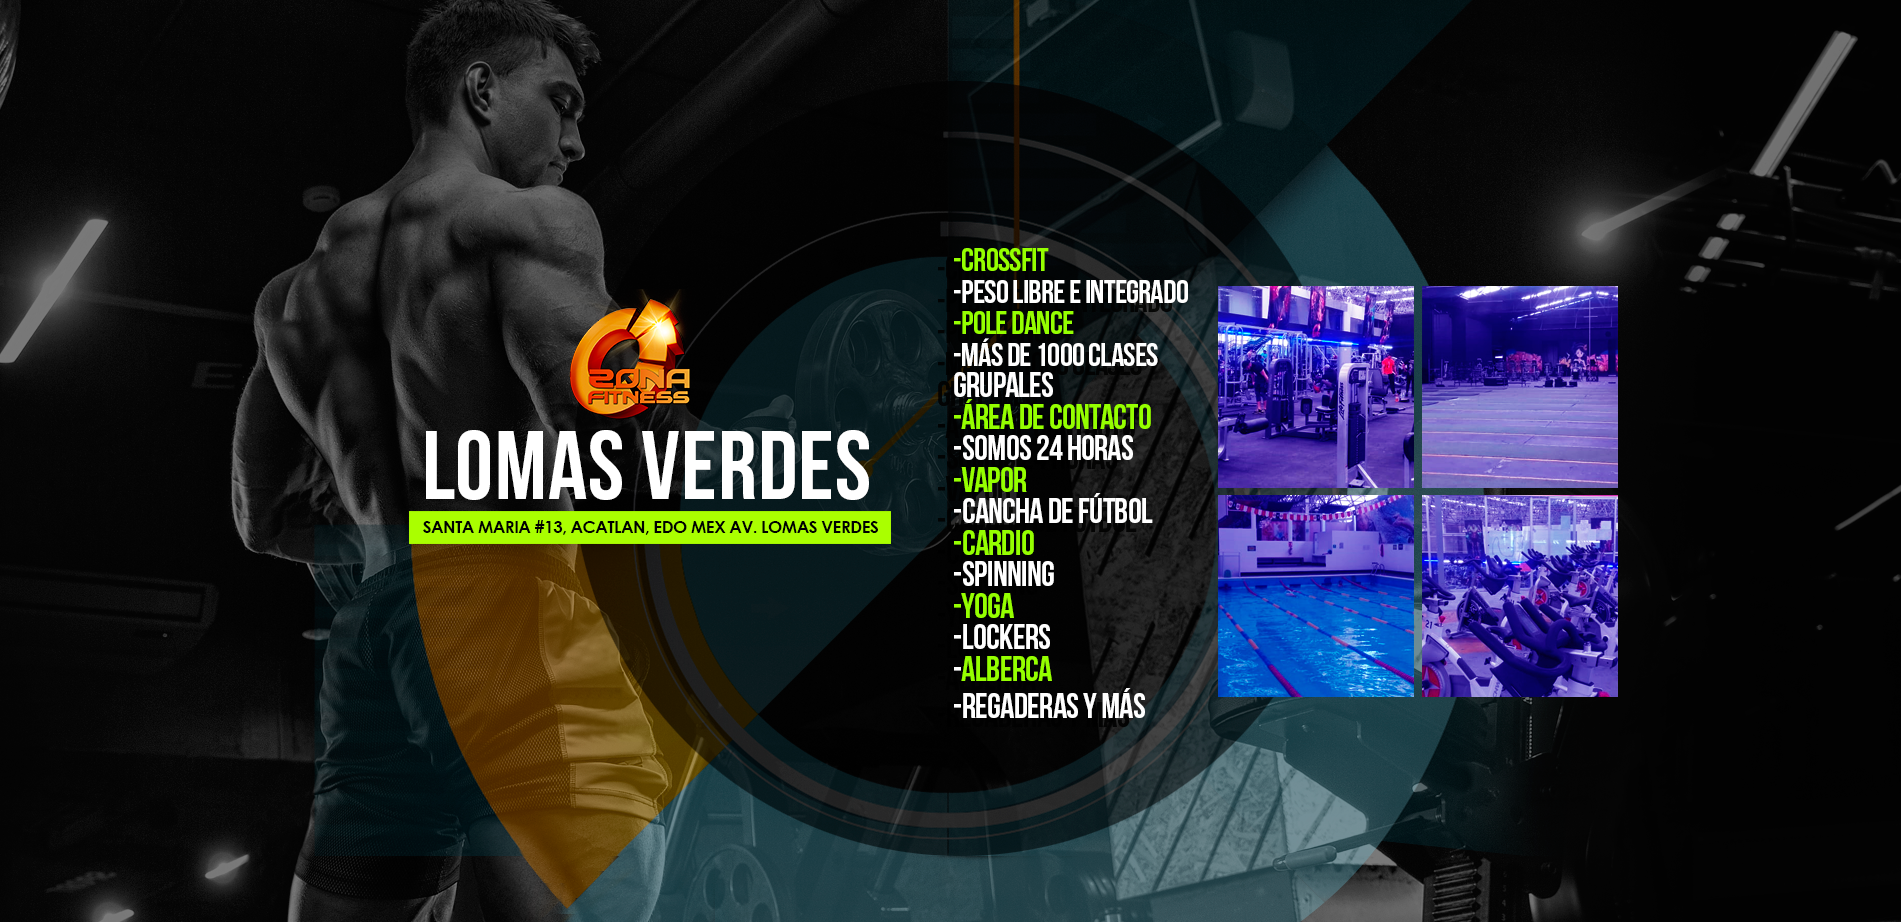 ZONA
FITNESS
LOMAS VERDES
SANTA MARIA #13, ACATLAN, EDO MEX AV. LOMAS VERDES
-CROSSFIT
-PESO LIBRE E INTEGRADO
-POLE DANCE
-MÁS DE 1000 CLASES
GRUPALES
-ÁREA DE CONTACTO
-SOMOS 24 HORAS
-VAPOR
-CANCHA DE FÚTBOL
-CARDIO
-SPINNING
-YOGA
-LOCKERS
-ALBERCA
-REGADERAS Y MÁS